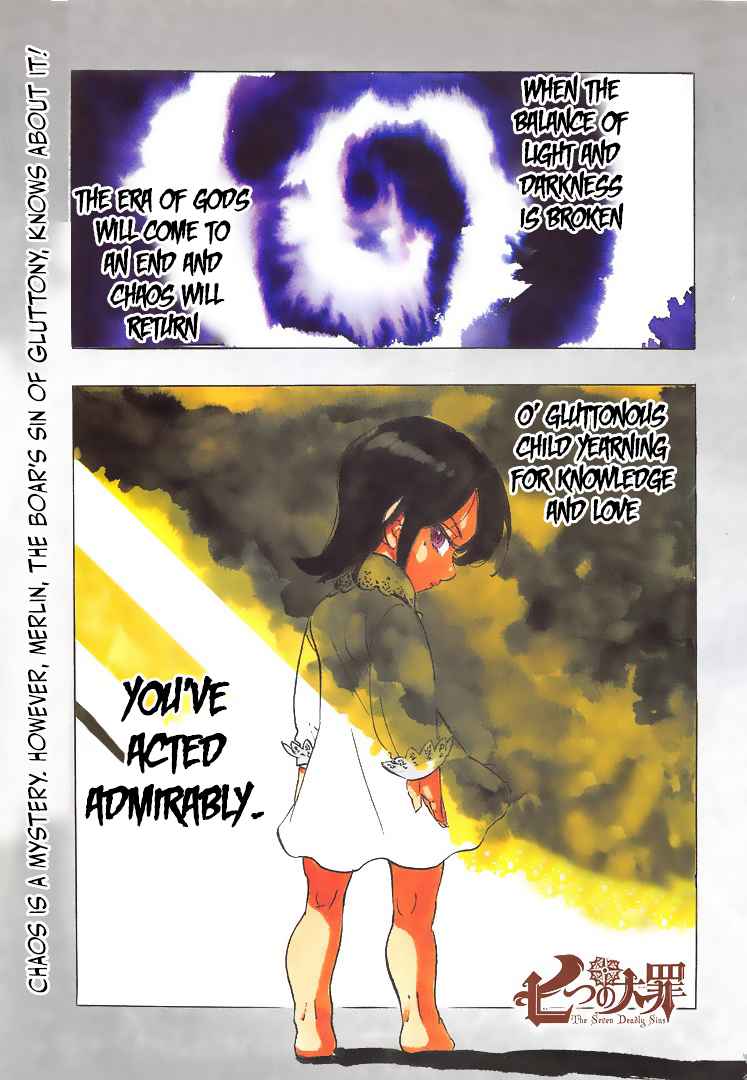 CHAOS IS A MYSTERY. HOWEVER, MERLIN, THE BOAR'S SIN OF GLUTTONY, KNOWS ABOUT IT!
WHEN THE
BALANCE OF
LIGHT AND
DARKNESS
IS BROKEN
THE ERA OF GODS
WILL COME TO
AN END AND
CHAOS WILL
RETURN
O' GLUTTONOUS
CHILD YEARNING
FOR KNOWLEDGE
AND LOVE
YOU'VE
ACTED
ADMIRABLY..
七つの大罪
The Seven Deadly Sins